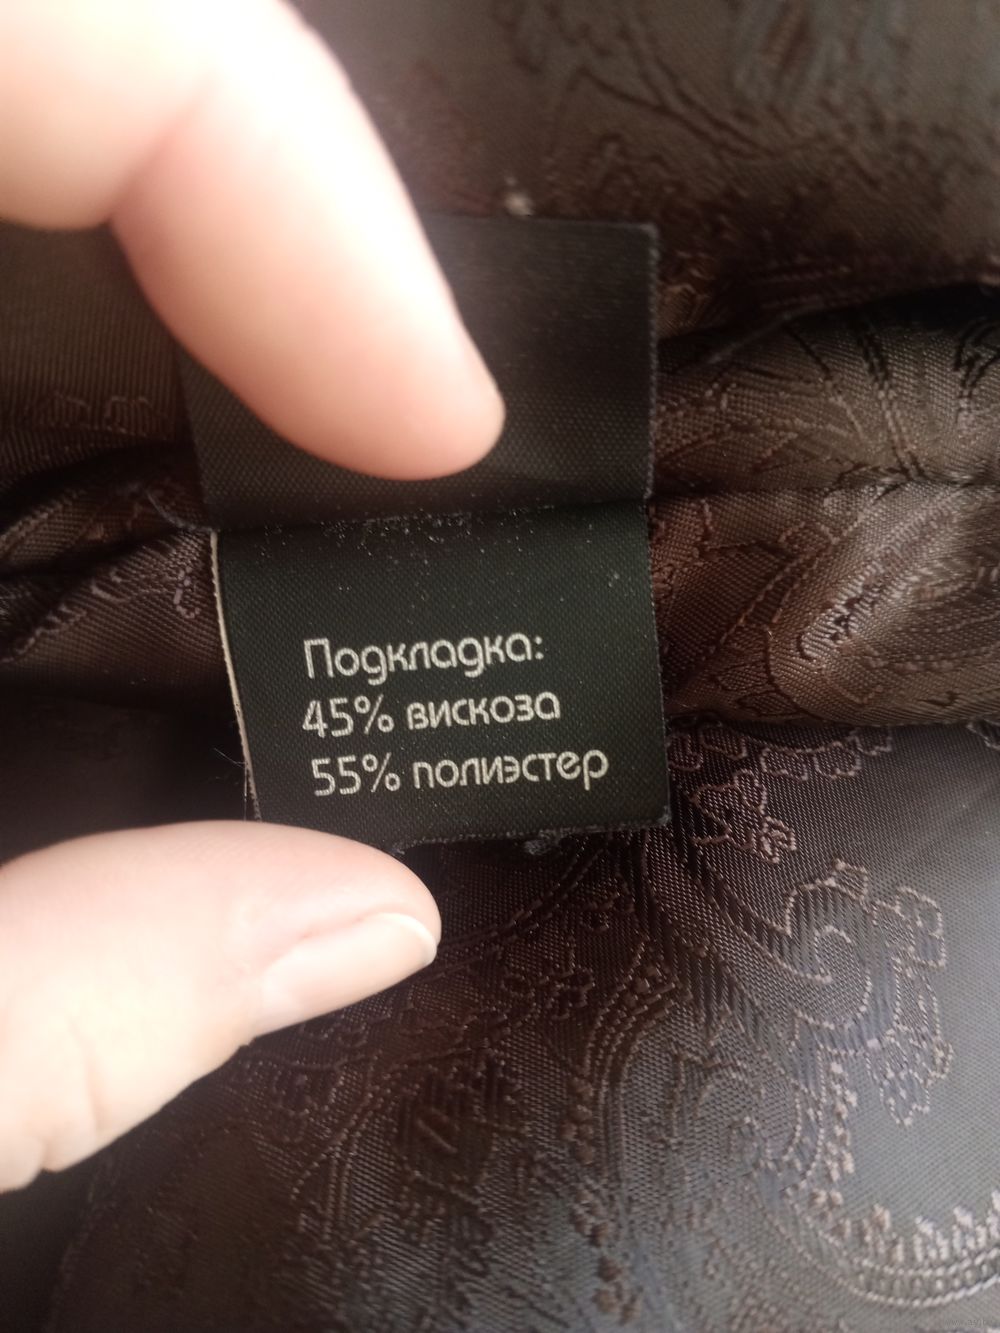 Подкладка:
45% вискоза
55% полиэстер